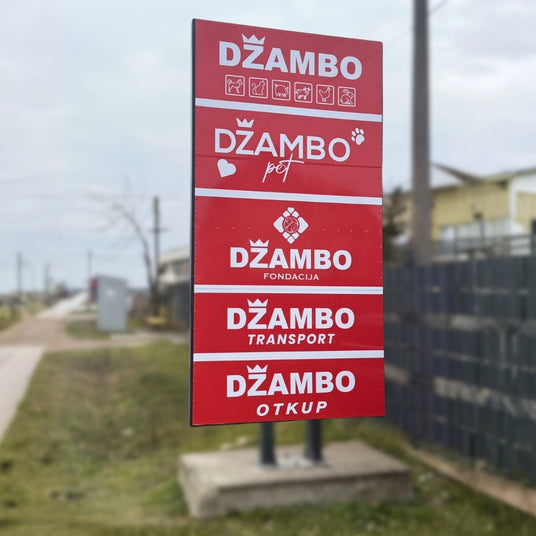 DŽAMBO
DŽAMBO
pet
DŽAMBO
FONDACIJA
DŽAMBO
TRANSPORT
DŽAMBO
OTKUP